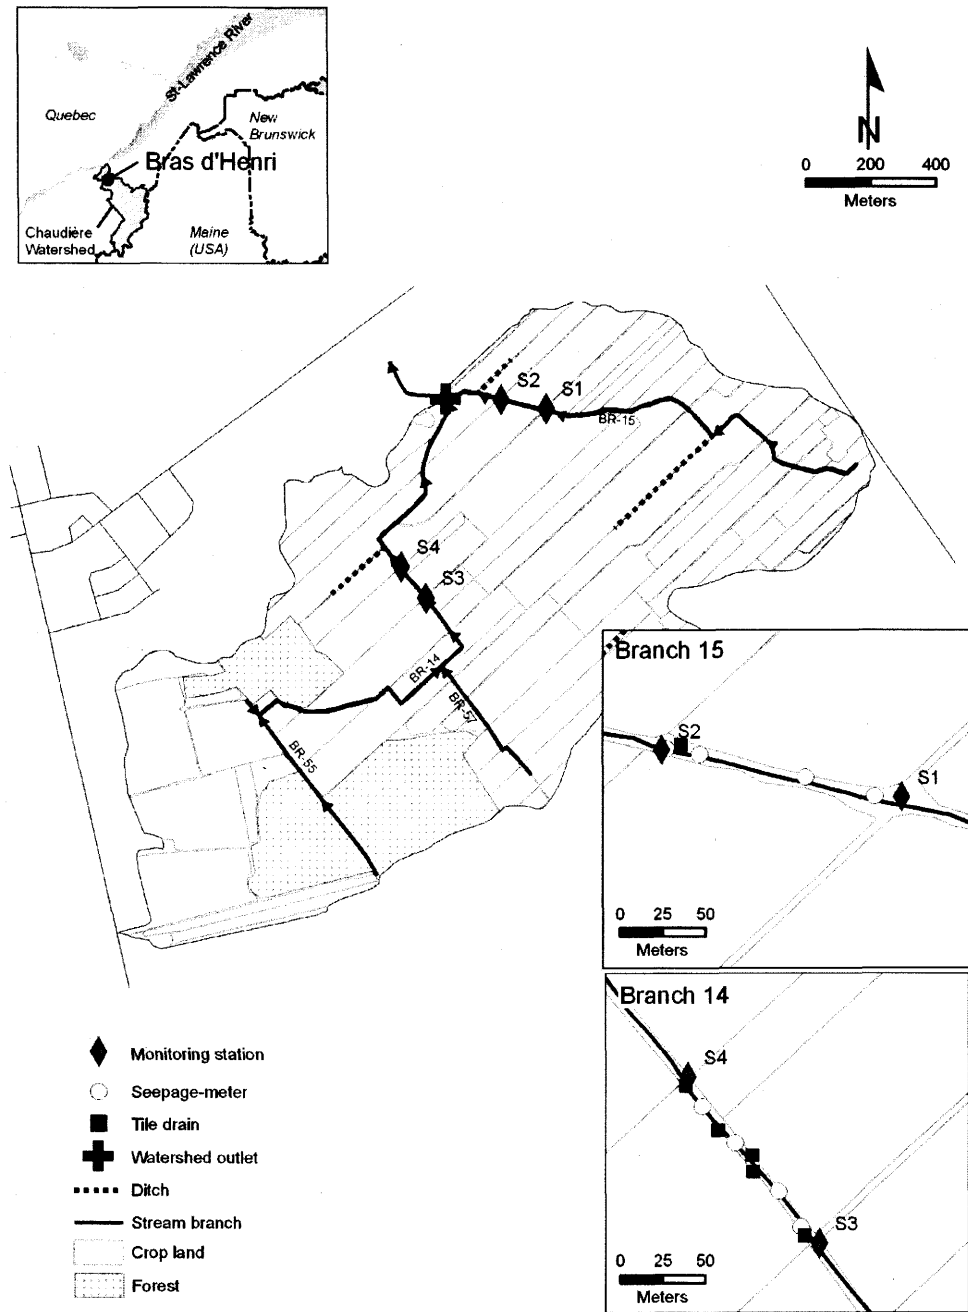 St-Lawrence River
Quebec
New
Brunswick
Bras d'Henri
Chaudière
Watershed
Maine
(USA)
N
0 200 400
Meters
S2
S1
BR-15
S4
S3
BR-14
BR-57
BR-55
Branch 15
S2
S1
0 25 50
Meters
Branch 14
S4
S3
0 25 50
Meters
Monitoring station
Seepage-meter
Tile drain
Watershed outlet
Ditch
Stream branch
Crop land
Forest